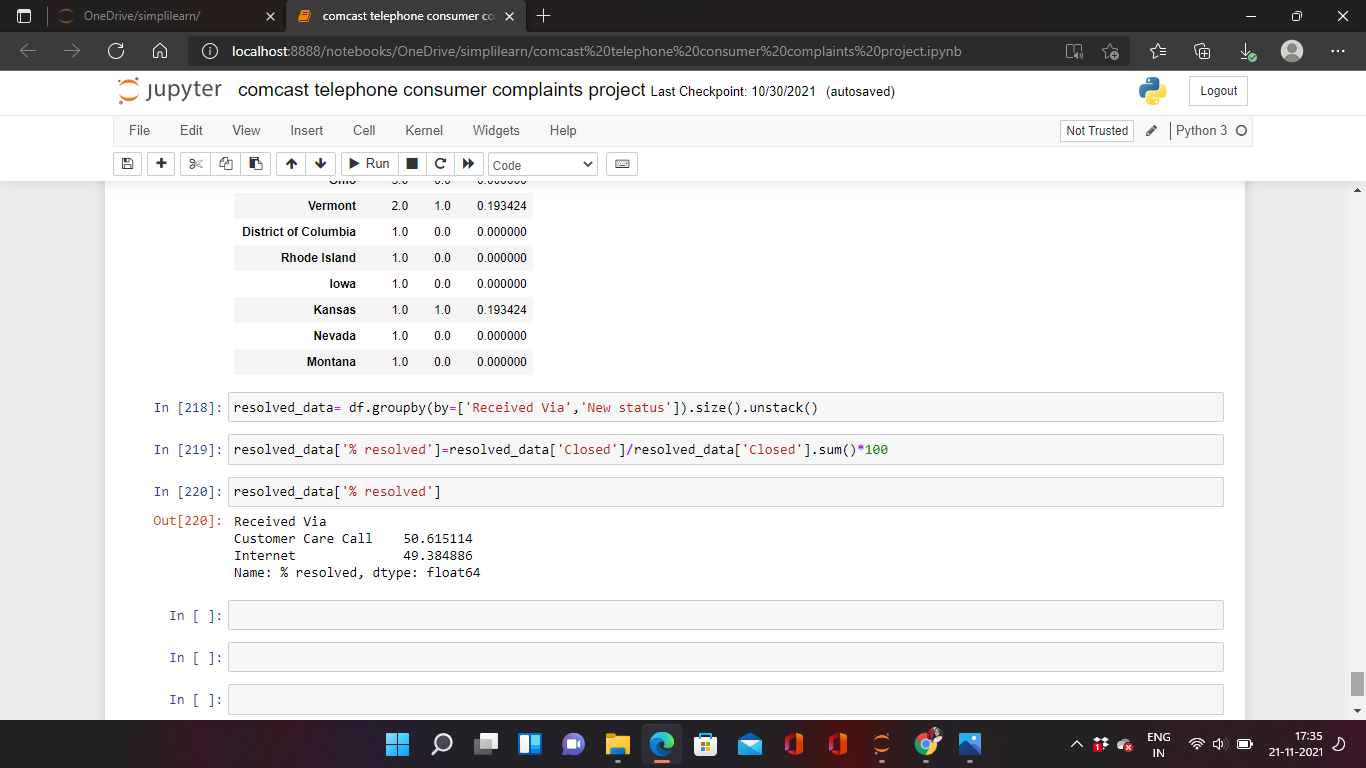 OneDrive/simplilearn/
comcast telephone consumer co
localhost:8888/notebooks/OneDrive/simplilearn/comcast%20telephone%20consumer%20complaints%20project.ipynb
jupyter comcast telephone consumer complaints project Last Checkpoint: 10/30/2021 (autosaved)
Logout
File Edit View Insert Cell Kernel Widgets Help
Not Trusted Python 3
Run Code
Vermont 2.0 1.0 0.193424
District of Columbia 1.0 0.0 0.000000
Rhode Island 1.0 0.0 0.000000
Iowa 1.0 0.0 0.000000
Kansas 1.0 1.0 0.193424
Nevada 1.0 0.0 0.000000
Montana 1.0 0.0 0.000000
In [218]: resolved_data= df.groupby(by=['Received Via','New status']).size().unstack()
In [219]: resolved_data['% resolved']=resolved_data['Closed']/resolved_data['Closed'].sum()*100
In [220]: resolved_data['% resolved']
Out[220]: Received Via
Customer Care Call 50.615114
Internet 49.384886
Name: % resolved, dtype: float64
In [ ]:
In [ ]:
In [ ]:
ENG
IN
17:35
21-11-2021
1